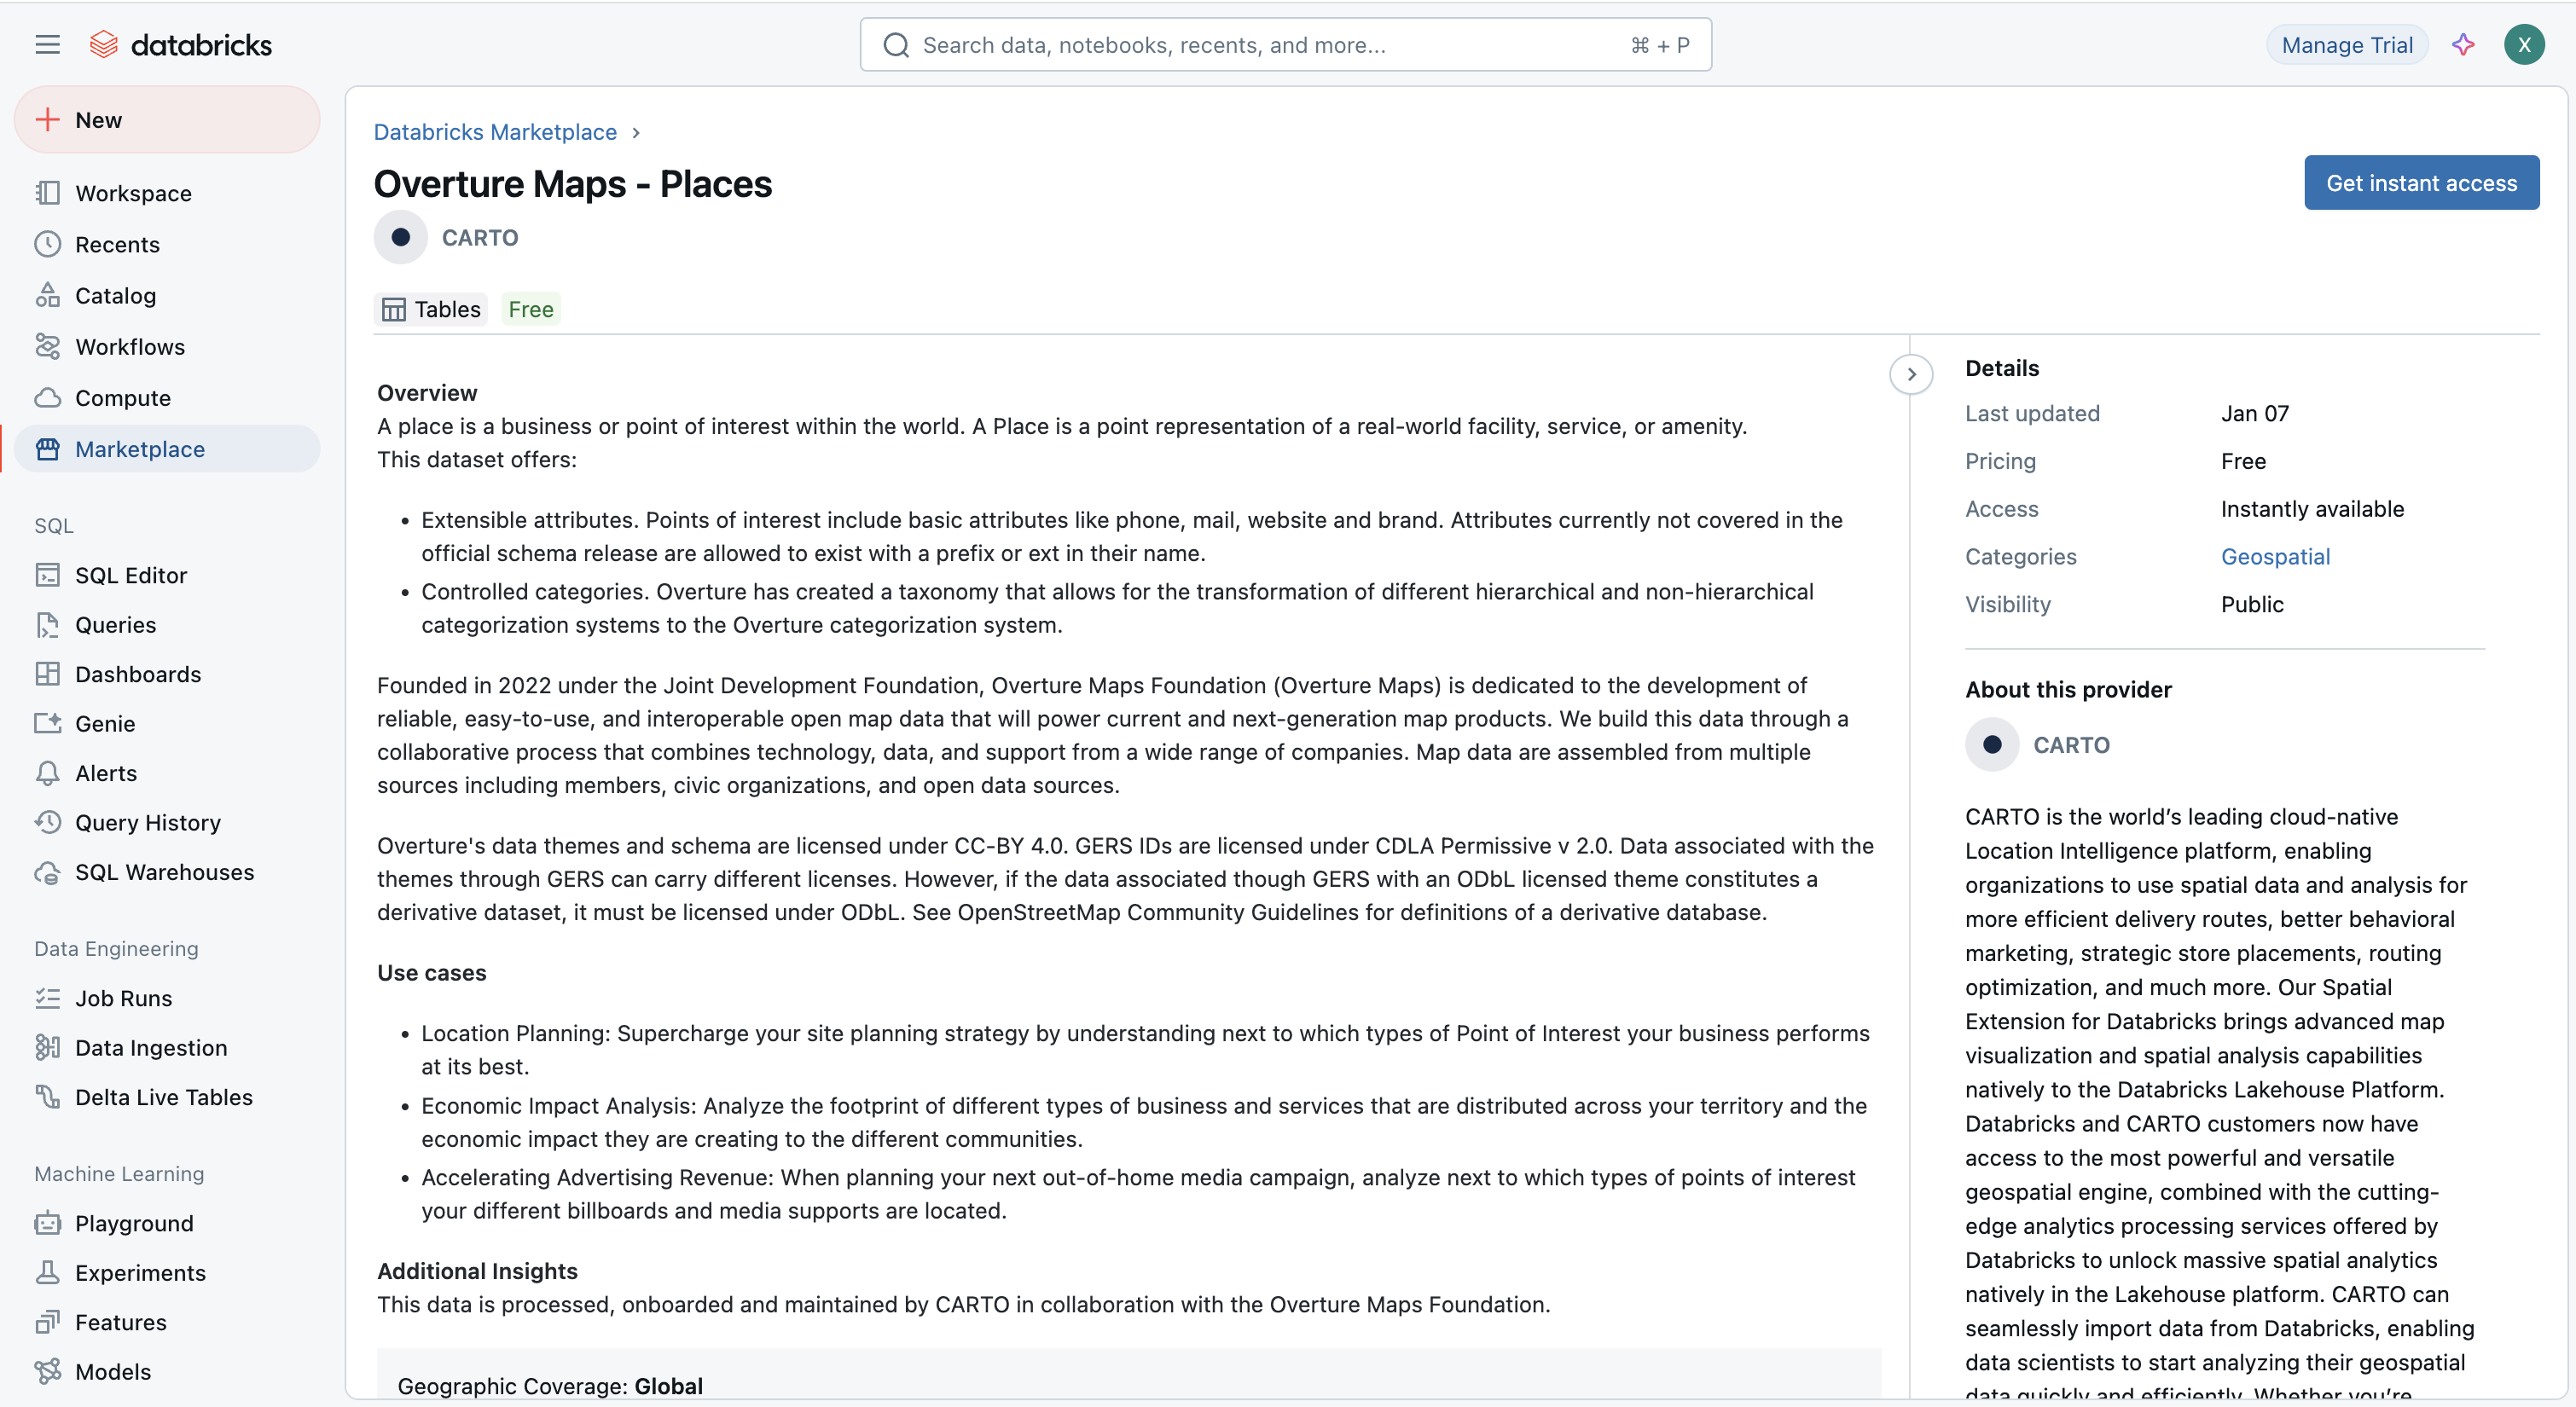 databricks
Search data, notebooks, recents, and more...
⌘ + P
Manage Trial
X
New
Workspace
Recents
Catalog
Workflows
Compute
Marketplace
SQL
SQL Editor
Queries
Dashboards
Genie
Alerts
Query History
SQL Warehouses
Data Engineering
Job Runs
Data Ingestion
Delta Live Tables
Machine Learning
Playground
Experiments
Features
Models
Databricks Marketplace ›
Overture Maps - Places
Get instant access
CARTO
Tables
Free
Overview
A place is a business or point of interest within the world. A Place is a point representation of a real-world facility, service, or amenity.
This dataset offers:
• Extensible attributes. Points of interest include basic attributes like phone, mail, website and brand. Attributes currently not covered in the
official schema release are allowed to exist with a prefix or ext in their name.
• Controlled categories. Overture has created a taxonomy that allows for the transformation of different hierarchical and non-hierarchical
categorization systems to the Overture categorization system.
Founded in 2022 under the Joint Development Foundation, Overture Maps Foundation (Overture Maps) is dedicated to the development of
reliable, easy-to-use, and interoperable open map data that will power current and next-generation map products. We build this data through a
collaborative process that combines technology, data, and support from a wide range of companies. Map data are assembled from multiple
sources including members, civic organizations, and open data sources.
Overture's data themes and schema are licensed under CC-BY 4.0. GERS IDs are licensed under CDLA Permissive v 2.0. Data associated with the
themes through GERS can carry different licenses. However, if the data associated though GERS with an ODbL licensed theme constitutes a
derivative dataset, it must be licensed under ODbL. See OpenStreetMap Community Guidelines for definitions of a derivative database.
Use cases
• Location Planning: Supercharge your site planning strategy by understanding next to which types of Point of Interest your business performs
at its best.
• Economic Impact Analysis: Analyze the footprint of different types of business and services that are distributed across your territory and the
economic impact they are creating to the different communities.
• Accelerating Advertising Revenue: When planning your next out-of-home media campaign, analyze next to which types of points of interest
your different billboards and media supports are located.
Additional Insights
This data is processed, onboarded and maintained by CARTO in collaboration with the Overture Maps Foundation.
Geographic Coverage: Global
Details
Last updated Jan 07
Pricing Free
Access Instantly available
Categories Geospatial
Visibility Public
About this provider
CARTO
CARTO is the world’s leading cloud-native
Location Intelligence platform, enabling
organizations to use spatial data and analysis for
more efficient delivery routes, better behavioral
marketing, strategic store placements, routing
optimization, and much more. Our Spatial
Extension for Databricks brings advanced map
visualization and spatial analysis capabilities
natively to the Databricks Lakehouse Platform.
Databricks and CARTO customers now have
access to the most powerful and versatile
geospatial engine, combined with the cutting-
edge analytics processing services offered by
Databricks to unlock massive spatial analytics
natively in the Lakehouse platform. CARTO can
seamlessly import data from Databricks, enabling
data scientists to start analyzing their geospatial
data quickly and efficiently. Whether you’re